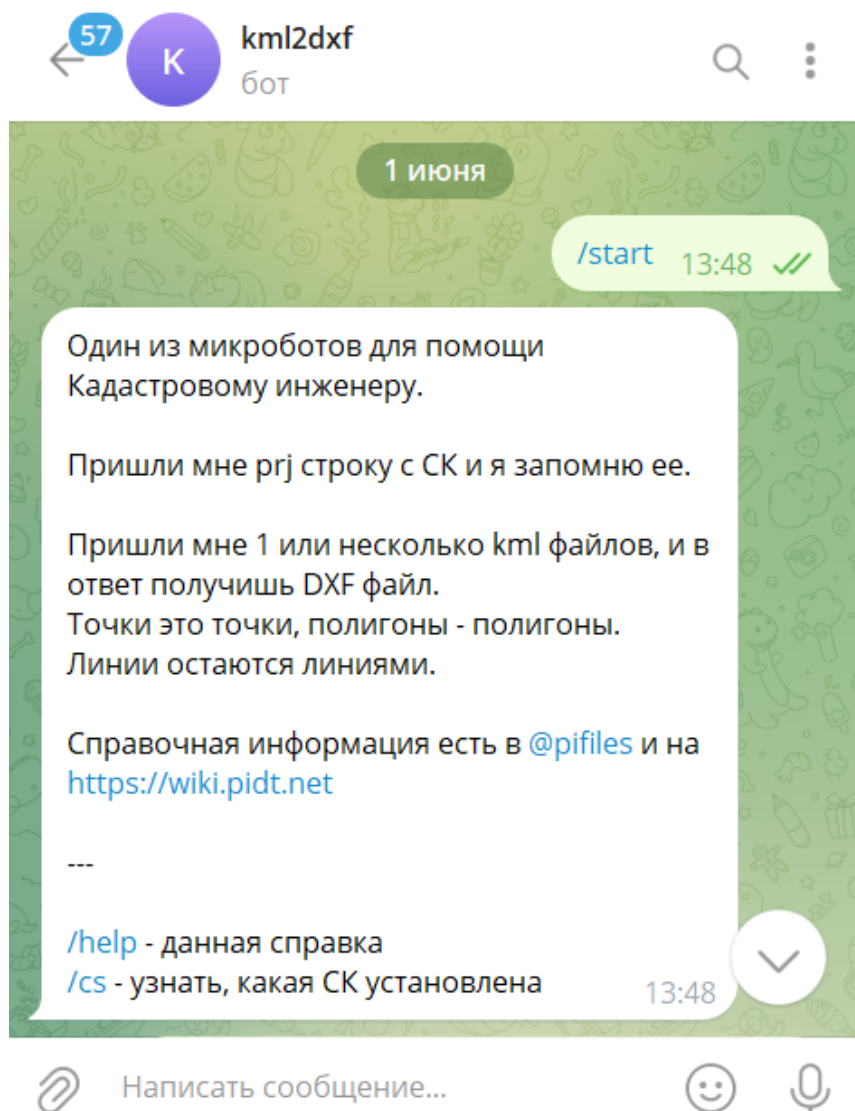 57
K
kml2dxf
бот
1 июня
/start 13:48
Один из микроботов для помощи
Кадастровому инженеру.
Пришли мне prj строку с СК и я запомню ее.
Пришли мне 1 или несколько kml файлов, и в
ответ получишь DXF файл.
Точки это точки, полигоны - полигоны.
Линии остаются линиями.
Справочная информация есть в @pifiles и на
https://wiki.pidt.net
---
/help - данная справка
/cs - узнать, какая СК установлена
13:48
Написать сообщение...